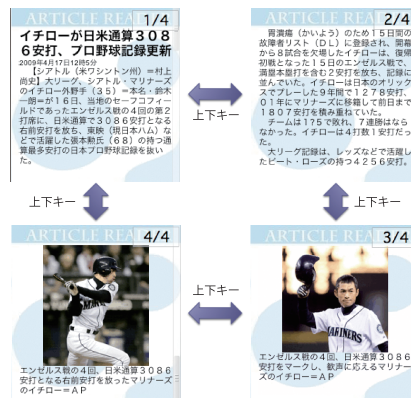 ARTICLE REA 1/4
イチローが日米通算308
6安打、プロ野球記録更新
2009年4月17日12時5分
【シアトル（米ワシントン州）＝村上
尚史】大リーグ、シアトル・マリナーズ
のイチロー外野手（35）＝本名・鈴木
一朗＝が16日、当地のセーフコフィー
ルドであったエンゼルス戦の4回の第2
打席に、日米通算で3086安打となる
右前安打を放ち、東映（現日本ハム）な
どで活躍した張本勲氏（68）の持つ通
算最多安打の日本プロ野球記録を抜い
た。
上下キー
ARTICLE REA 2/4
胃潰瘍（かいよう）のため15日間の
故障者リスト（DL）に登録され、開幕
から8試合を欠場したイチローは、復帰
初戦となった15日のエンゼルス戦で、
満塁本塁打を含む2安打を放ち、記録に
並んでいた。イチローは日本のオリック
スでプレーした9年間で1278安打、
01年にマリナーズに移籍して前日まで
1807安打を積み重ねていた。
チームは175で敗れ、7連勝はなら
なかった。イチローは4打数1安打だっ
た。
大リーグ記録は、レッズなどで活躍し
たピート・ローズの持つ4256安打。
上下キー
上下キー
ARTICLE REA 4/4
MAR
エンゼルス戦の4回、日米通算3086
安打となる右前安打を放ったマリナーズ
のイチロー＝AP
上下キー
ARTICLE REA 3/4
MARINERS
エンゼルス戦の4回、日米通算3086
安打をマークし、歓声に応えるマリナー
ズのイチロー＝AP